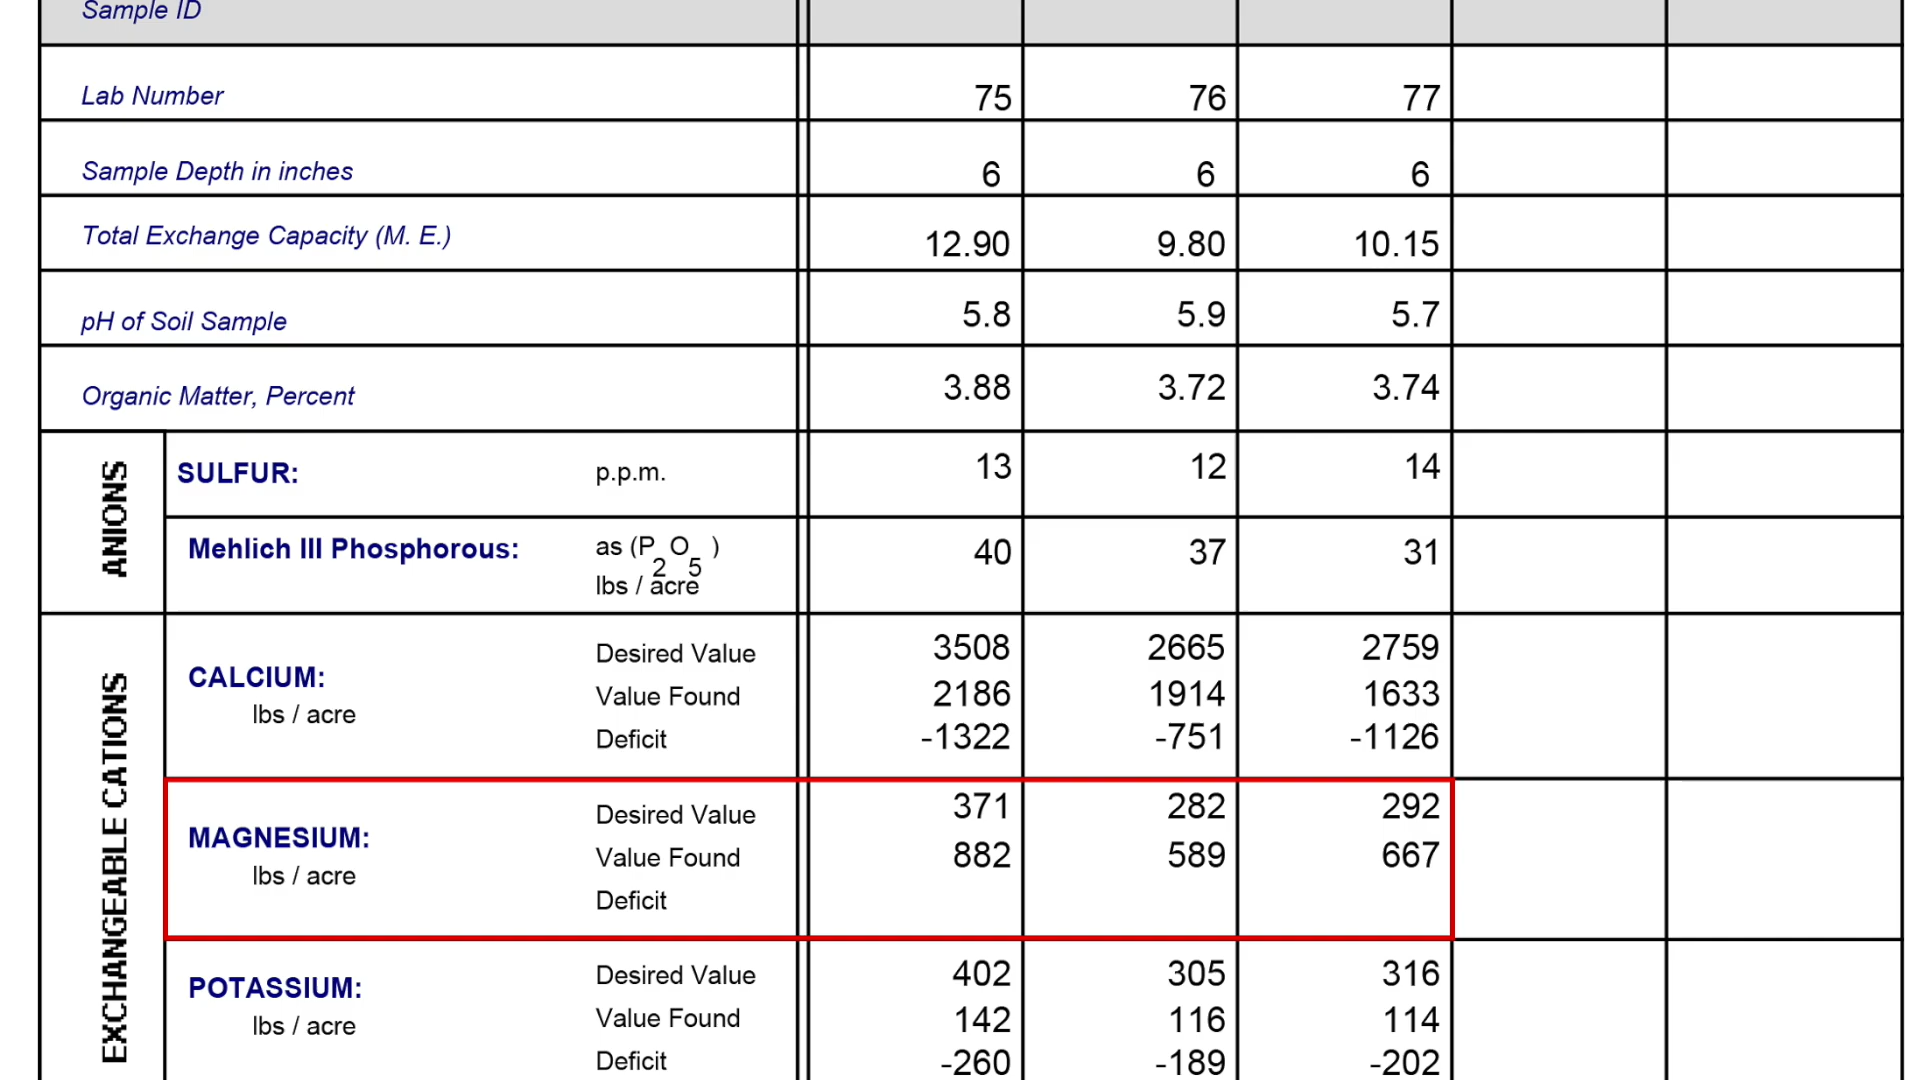 Sample ID
Lab Number 75 76 77
Sample Depth in inches 6 6 6
Total Exchange Capacity (M. E.) 12.90 9.80 10.15
pH of Soil Sample 5.8 5.9 5.7
Organic Matter, Percent 3.88 3.72 3.74
ANIONS
SULFUR: p.p.m. 13 12 14
Mehlich III Phosphorous: as (P2O5) 40 37 31
lbs / acre
EXCHANGEABLE CATIONS
CALCIUM:
lbs / acre
Desired Value 3508 2665 2759
Value Found 2186 1914 1633
Deficit -1322 -751 -1126
MAGNESIUM:
lbs / acre
Desired Value 371 282 292
Value Found 882 589 667
Deficit
POTASSIUM:
lbs / acre
Desired Value 402 305 316
Value Found 142 116 114
Deficit -260 -189 -202